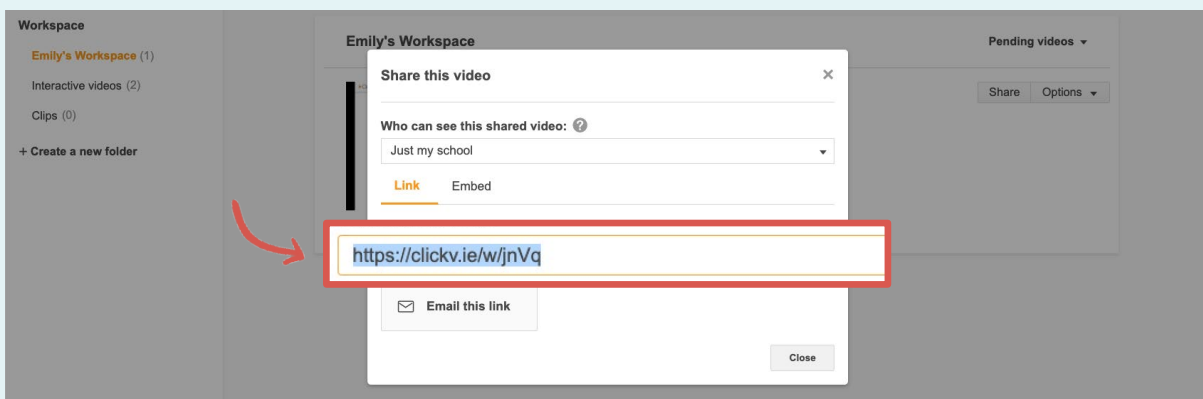 Workspace
Emily's Workspace (1)
Interactive videos (2)
Clips (0)
+ Create a new folder
Emily's Workspace
Pending videos
Share
Options
Share this video
×
Who can see this shared video: ?
Just my school
Link
Embed
https://clickv.ie/w/jnVq
Email this link
Close